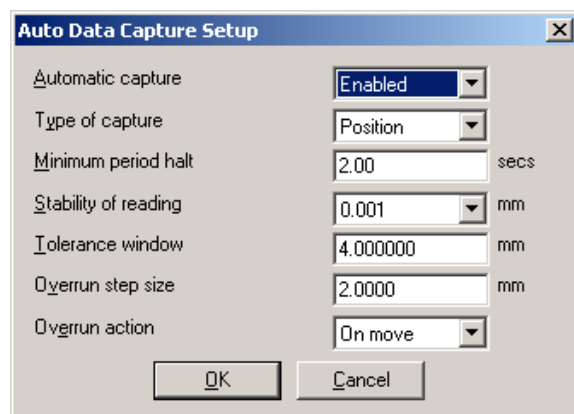 Auto Data Capture Setup
Automatic capture Enabled
Type of capture Position
Minimum period halt 2.00 secs
Stability of reading 0.001 mm
Tolerance window 4.000000 mm
Overrun step size 2.0000 mm
Overrun action On move
OK Cancel